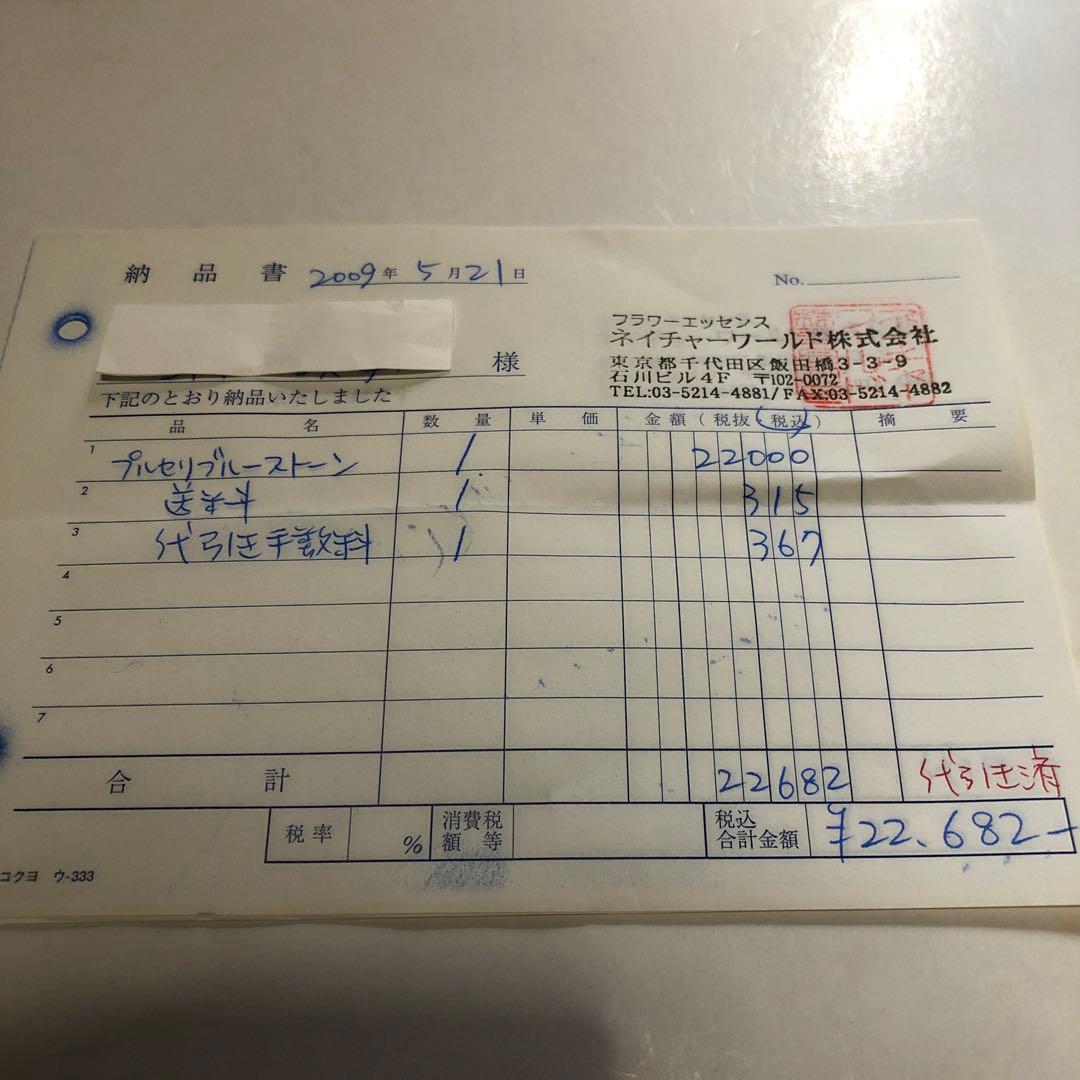 納品書 2009年5月21日
No.
様
フラワーエッセンス
ネイチャーワールド株式会社
東京都千代田区飯田橋3-3-9
石川ビル4F 〒102-0072
TEL:03-5214-4881/FAX:03-5214-4882
下記のとおり納品いたしました
品名 数量 単価 金額(税抜・税込) 摘要
1 プルセリブルーストーン 1 22000
2 送料 1 315
3 代引き手数料 1 367
4
5
6
7
合計 22682 代引き済
税率 % 消費税額等 税込合計金額 ¥22.682-
コクヨ ウ-333